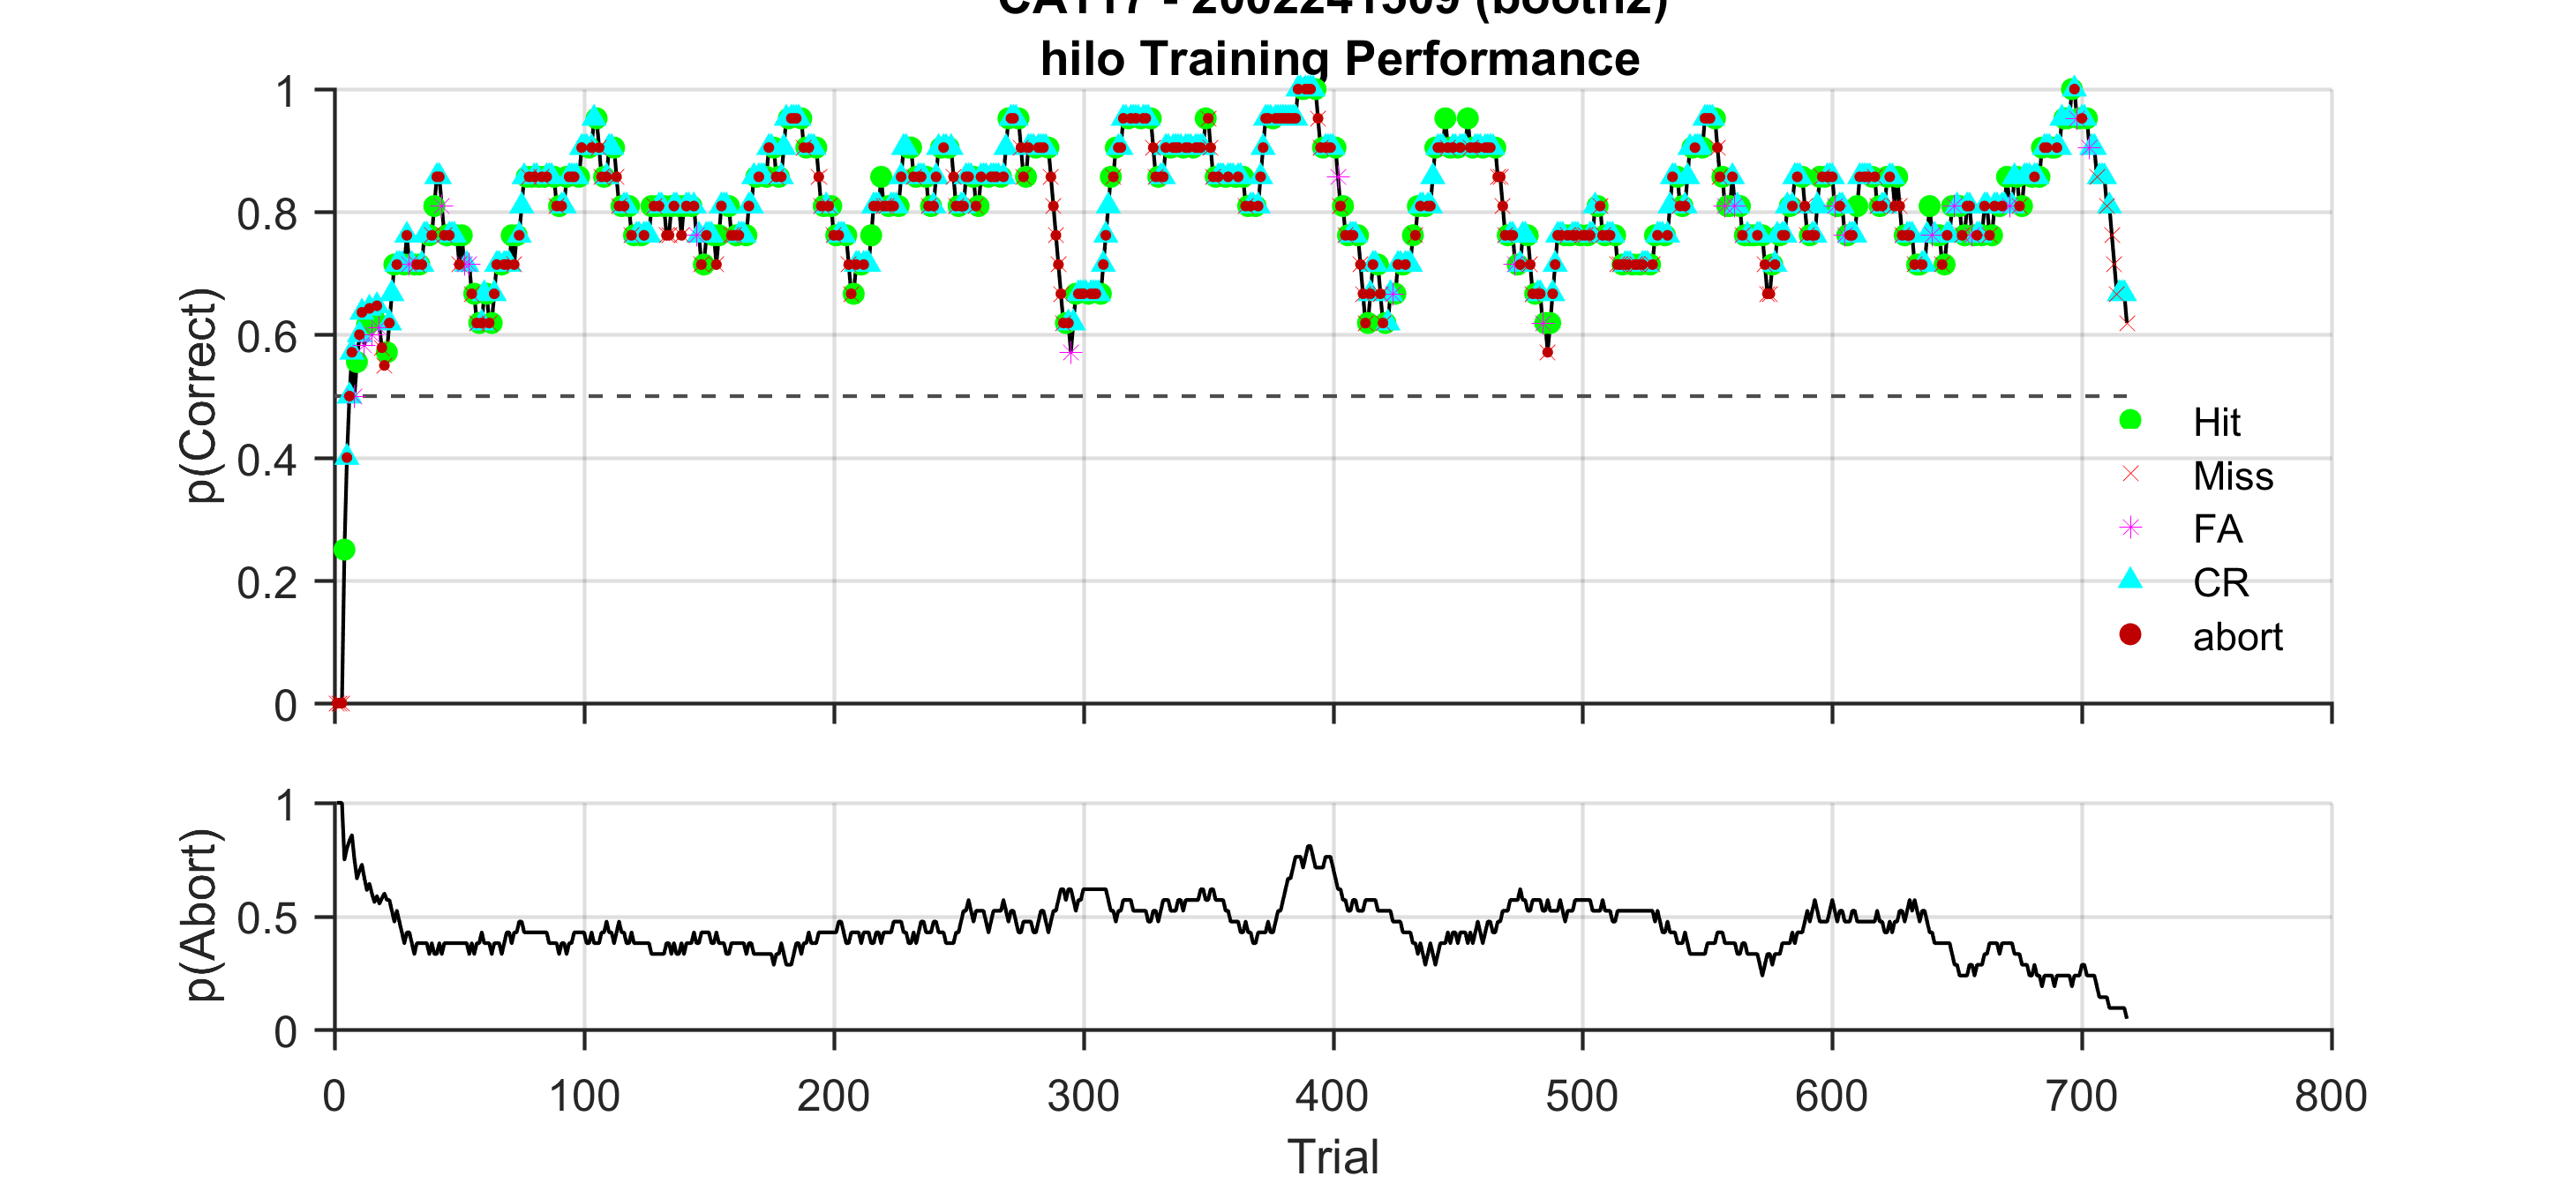 hilo Training Performance
p(Correct)
1
0.8
0.6
0.4
0.2
0
Hit
Miss
FA
CR
abort
p(Abort)
1
0.5
0
0 100 200 300 400 500 600 700 800
Trial